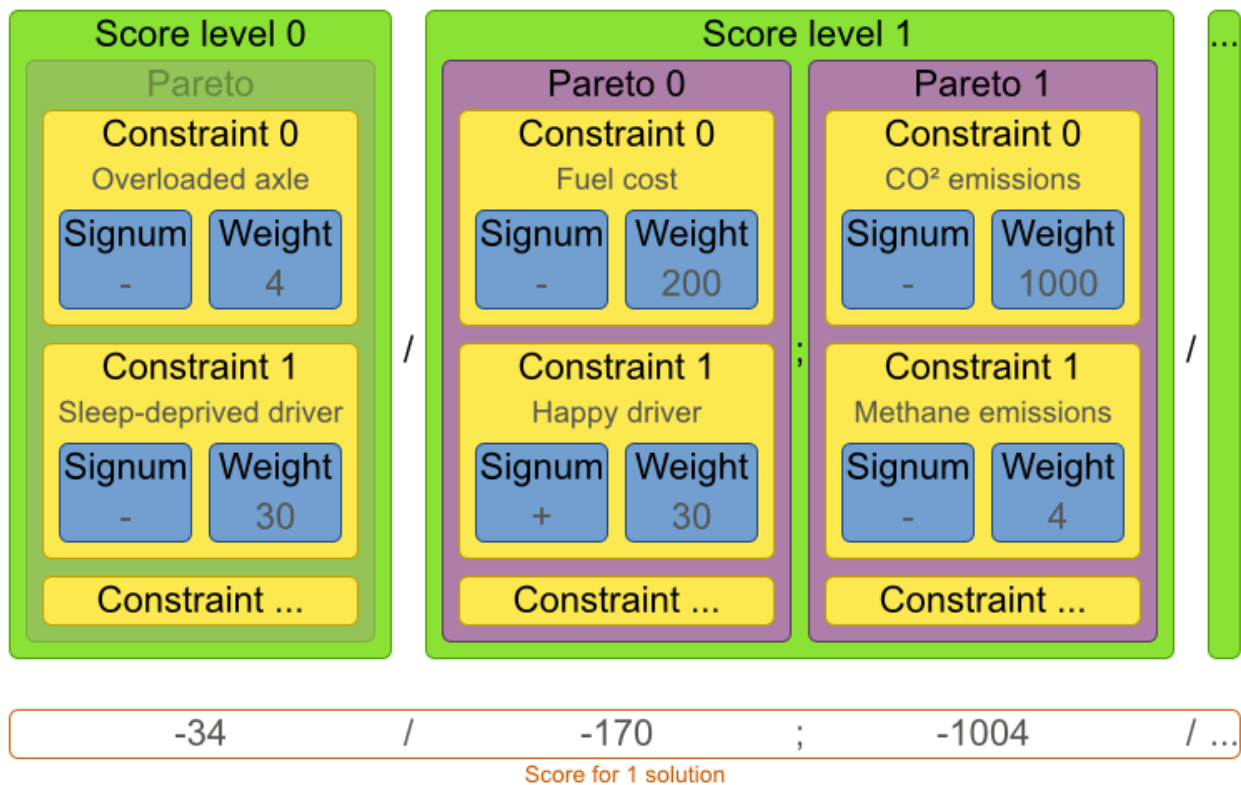 Score level 0
Pareto
Constraint 0
Overloaded axle
Signum Weight
- 4
Constraint 1
Sleep-deprived driver
Signum Weight
- 30
Constraint ...
/
Score level 1
Pareto 0
Constraint 0
Fuel cost
Signum Weight
- 200
Constraint 1
Happy driver
Signum Weight
+ 30
Constraint ...
;
Pareto 1
Constraint 0
CO² emissions
Signum Weight
- 1000
Constraint 1
Methane emissions
Signum Weight
- 4
Constraint ...
/
...
-34 / -170 ; -1004 / ...
Score for 1 solution